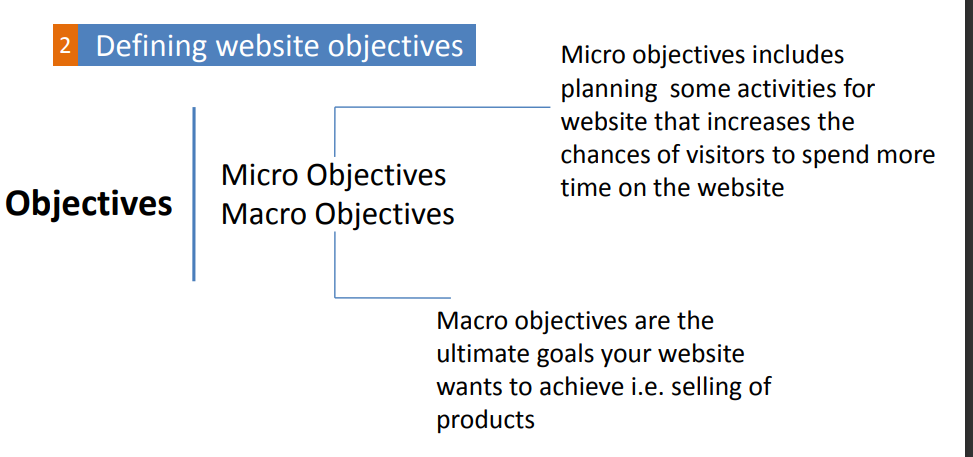 2 Defining website objectives
Micro objectives includes
planning some activities for
website that increases the
chances of visitors to spend more
time on the website
Objectives
Micro Objectives
Macro Objectives
Macro objectives are the
ultimate goals your website
wants to achieve i.e. selling of
products